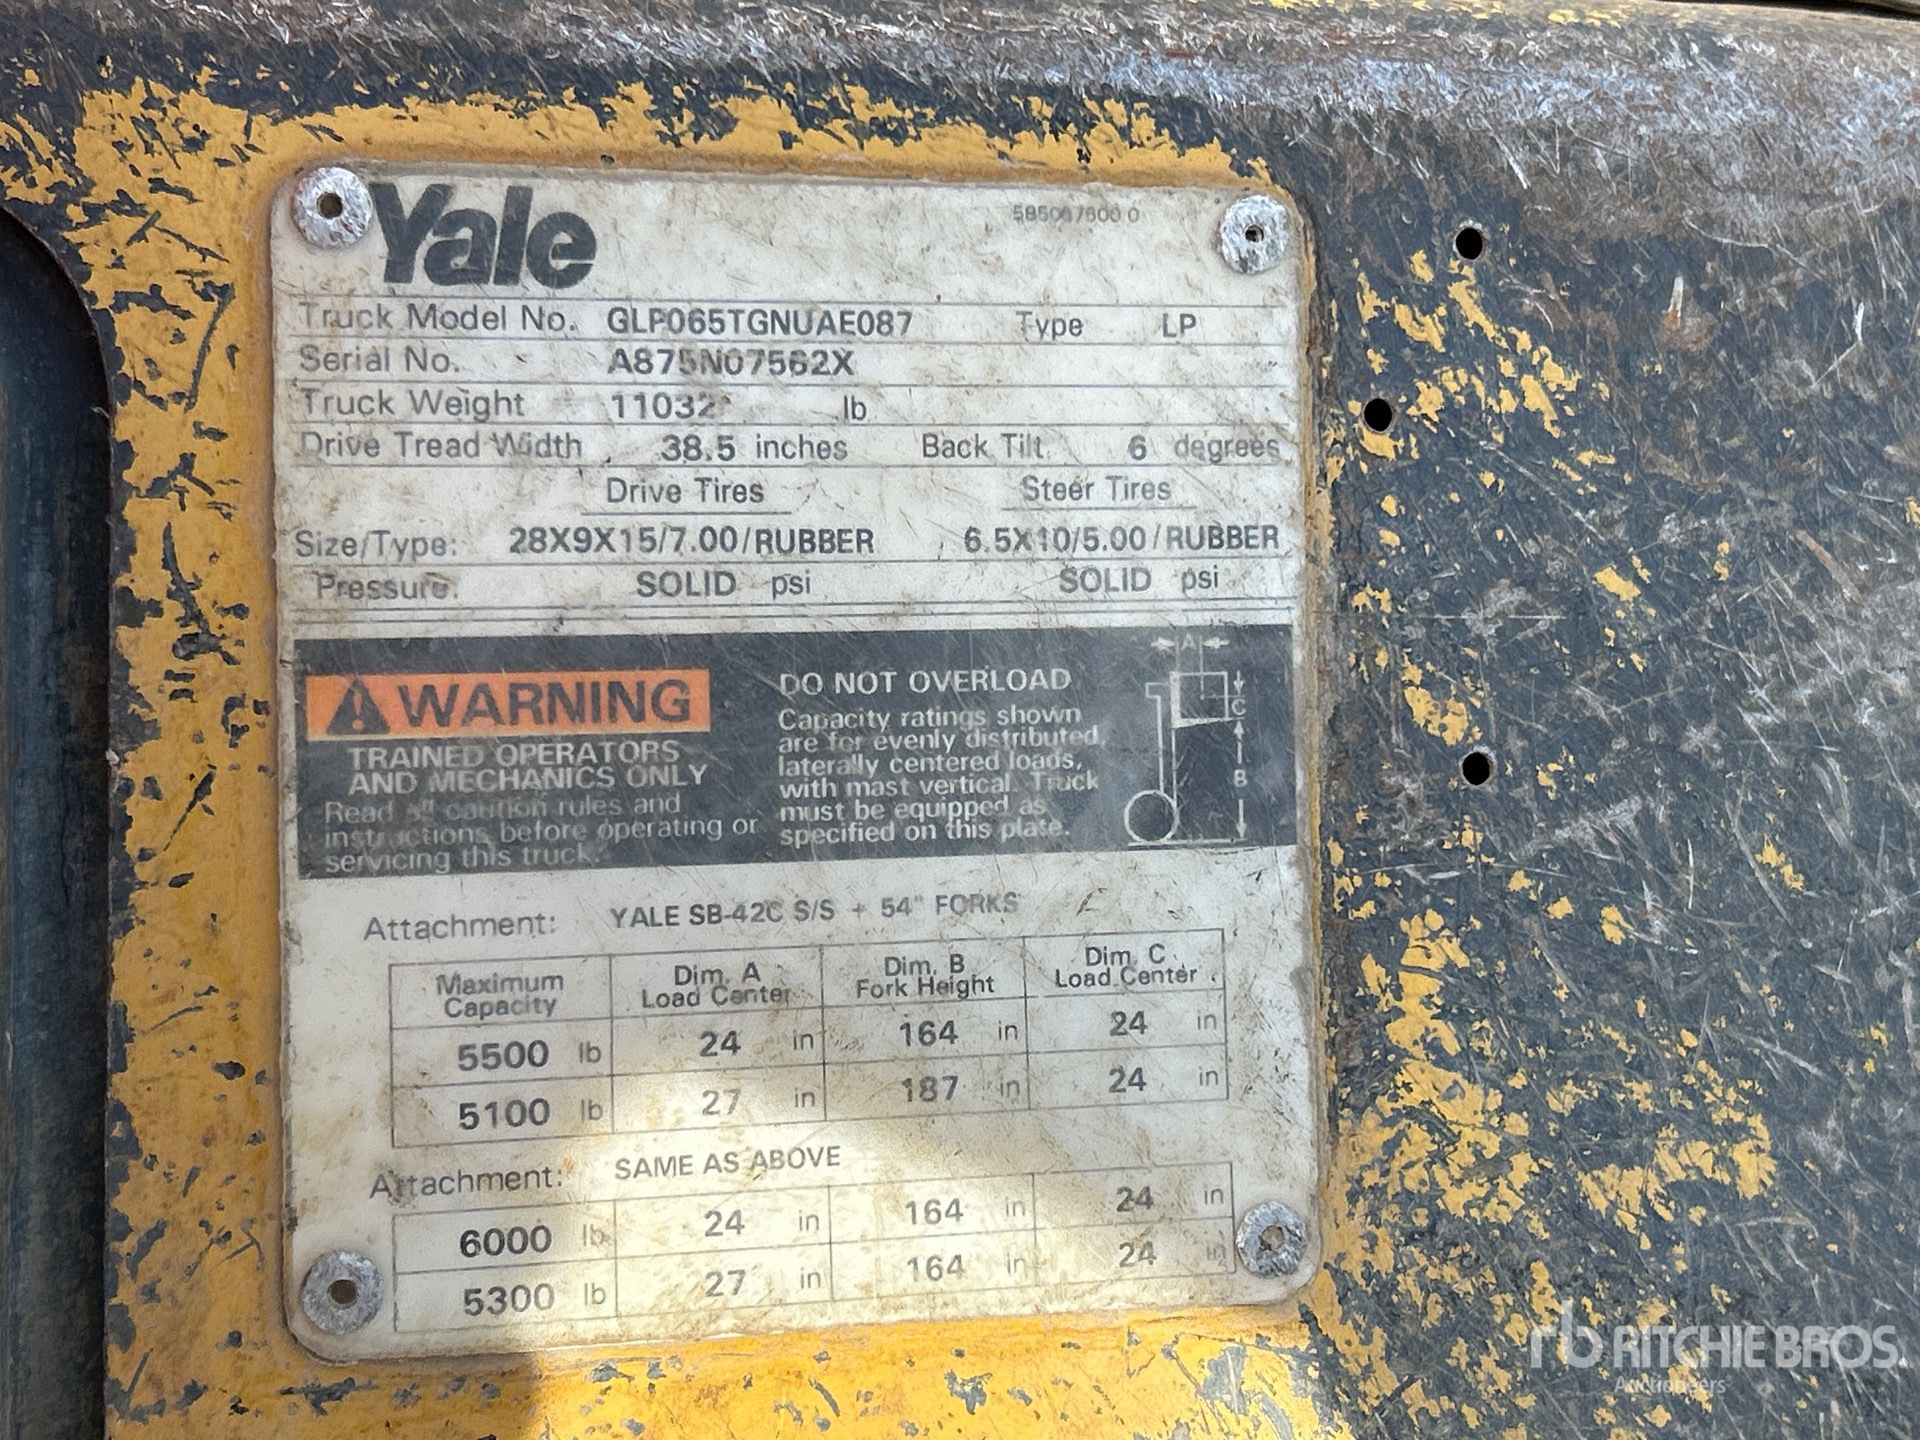 Yale
585067600 0
Truck Model No. GLP065TGNUAE087 Type LP
Serial No. A875N07562X
Truck Weight 11032 lb
Drive Tread Width 38.5 inches Back Tilt 6 degrees
Drive Tires Steer Tires
Size/Type: 28X9X15/7.00/RUBBER 6.5X10/5.00/RUBBER
Pressure: SOLID psi SOLID psi
WARNING
TRAINED OPERATORS
AND MECHANICS ONLY
Read all caution rules and
instructions before operating or
servicing this truck.
DO NOT OVERLOAD
Capacity ratings shown
are for evenly distributed,
laterally centered loads,
with mast vertical. Truck
must be equipped as
specified on this plate.
A
C
B
Attachment: YALE SB-42C S/S + 54" FORKS
Maximum Capacity Dim. A Load Center Dim. B Fork Height Dim. C Load Center
5500 lb 24 in 164 in 24 in
5100 lb 27 in 187 in 24 in
Attachment: SAME AS ABOVE
6000 lb 24 in 164 in 24 in
5300 lb 27 in 164 in 24 in
rb RITCHIE BROS.
Auctioneers